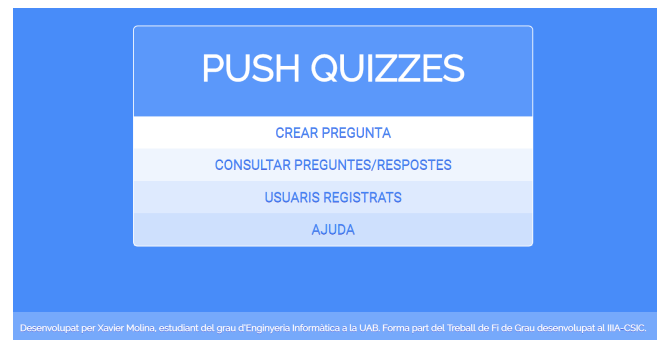 PUSH QUIZZES
CREAR PREGUNTA
CONSULTAR PREGUNTES/RESPOSTES
USUARIS REGISTRATS
AJUDA
Desenvolupat per Xavier Molina, estudiant del grau d'Enginyeria Informàtica a la UAB. Forma part del Treball de Fi de Grau desenvolupat al IIIA-CSIC.